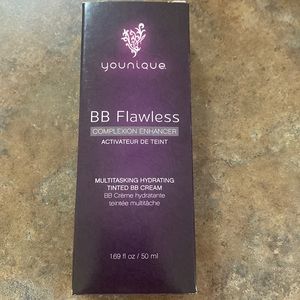 younique
BB Flawless
COMPLEXION ENHANCER
ACTIVATEUR DE TEINT
MULTITASKING HYDRATING
TINTED BB CREAM
BB Crème hydratante
teintée multitâche
1.69 fl oz / 50 ml